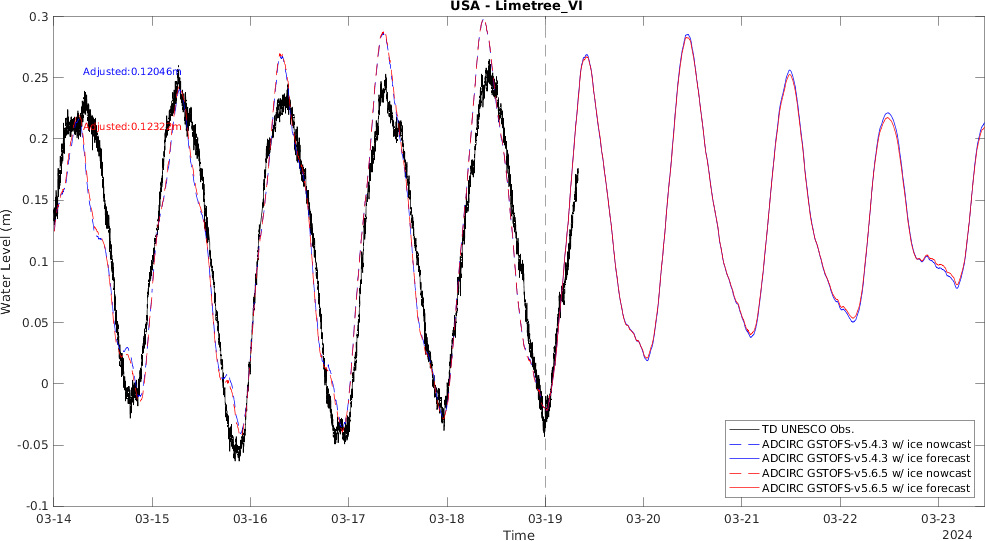 USA - Limetree_VI
0.3
0.25
0.2
0.15
0.1
0.05
0
-0.05
-0.1
Water Level (m)
Adjusted:0.12046m
03-14
03-15
03-16
03-17
03-18
03-19
03-20
03-21
03-22
03-23
Time
2024
TD UNESCO Obs.
ADCIRC GSTOFS-v5.4.3 w/ ice nowcast
ADCIRC GSTOFS-v5.4.3 w/ ice forecast
ADCIRC GSTOFS-v5.6.5 w/ ice nowcast
ADCIRC GSTOFS-v5.6.5 w/ ice forecast